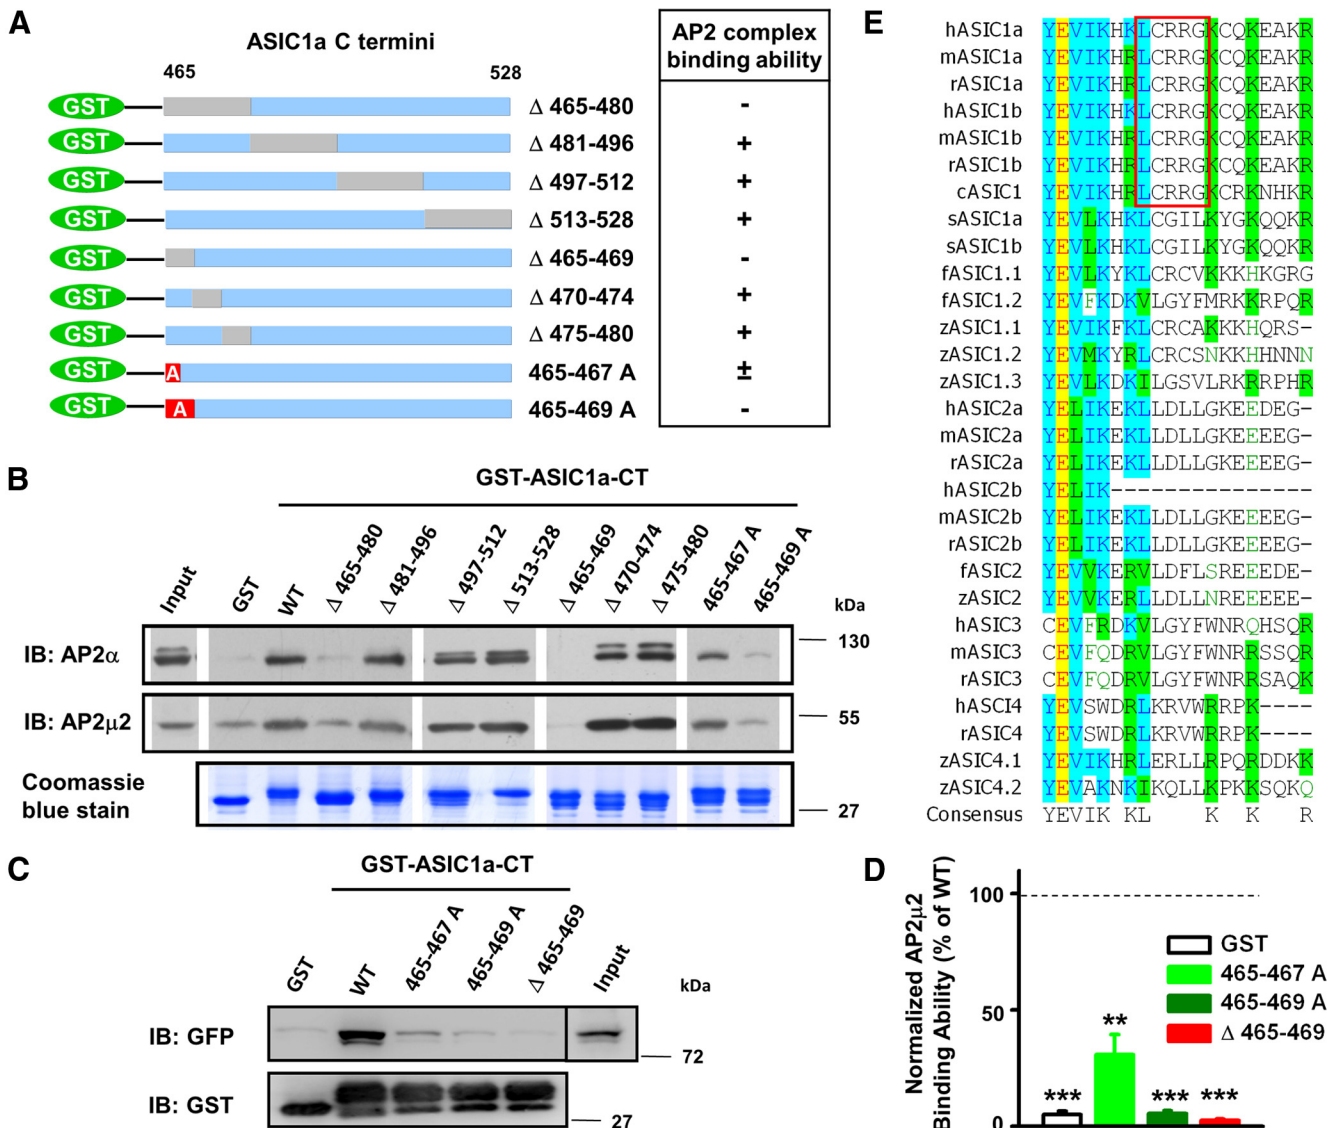 A
ASIC1a C termini
AP2 complex
binding ability
465
528
GST
Δ 465-480
-
GST
Δ 481-496
+
GST
Δ 497-512
+
GST
Δ 513-528
+
GST
Δ 465-469
-
GST
Δ 470-474
+
GST
Δ 475-480
+
GST
A
465-467 A
±
GST
A
465-469 A
-
B
GST-ASIC1a-CT
Input
GST
WT
Δ 465-480
Δ 481-496
Δ 497-512
Δ 513-528
Δ 465-469
Δ 470-474
Δ 475-480
465-467 A
465-469 A
kDa
IB: AP2α
130
IB: AP2μ2
55
Coomassie
blue stain
27
C
GST-ASIC1a-CT
GST
WT
465-467 A
465-469 A
Δ 465-469
Input
kDa
IB: GFP
72
IB: GST
27
E
hASIC1a YEVIKHKLCRRGKCQKEAKR
mASIC1a YEVIKHRLCRRGKCQKEAKR
rASIC1a YEVIKHRLCRRGKCQKEAKR
hASIC1b YEVIKHKLCRRGKCQKEAKR
mASIC1b YEVIKHRLCRRGKCQKEAKR
rASIC1b YEVIKHRLCRRGKCQKEAKR
cASIC1 YEVIKHRLCRRGKCRKNHKR
sASIC1a YEVLKHKLCGILKYGKQQKR
sASIC1b YEVLKHKLCGILKYGKQQKR
fASIC1.1 YEVLKYKLCRCVKKKHKGRG
fASIC1.2 YEVFKDKVLGYFMRKKRPQR
zASIC1.1 YEVIKFKLCRCAKKKHQRS-
zASIC1.2 YEVMKYRLCRCSNKKHHNNN
zASIC1.3 YEVLKDKILGSVLRKRRPHR
hASIC2a YELIKEKLLDLLGKEEDEG-
mASIC2a YELIKEKLLDLLGKEEEEG-
rASIC2a YELIKEKLLDLLGKEEEEG-
hASIC2b YELIK---------------
mASIC2b YELIKEKLLDLLGKEEEEG-
rASIC2b YELIKEKLLDLLGKEEEEG-
fASIC2 YEVVKERVLDFLSREEEDE-
zASIC2 YEVVKERLLDLLNREEEEE-
hASIC3 CEVFRDKVLGYFWNRQHSQR
mASIC3 CEVFQDRVLGYFWNRRSSQR
rASIC3 CEVFQDRVLGYFWNRRSAQK
hASCI4 YEVSWDRLKRVWRRPK----
rASIC4 YEVSWDRLKRVWRRPK----
zASIC4.1 YEVIKHRLERLLRPQRDDKK
zASIC4.2 YEVAKNKIKQLLKPKKSQKQ
Consensus YEVIK KL K K R
D
Normalized AP2μ2
Binding Ability (% of WT)
100
50
0
GST
465-467 A
465-469 A
Δ 465-469
***
**
***
***